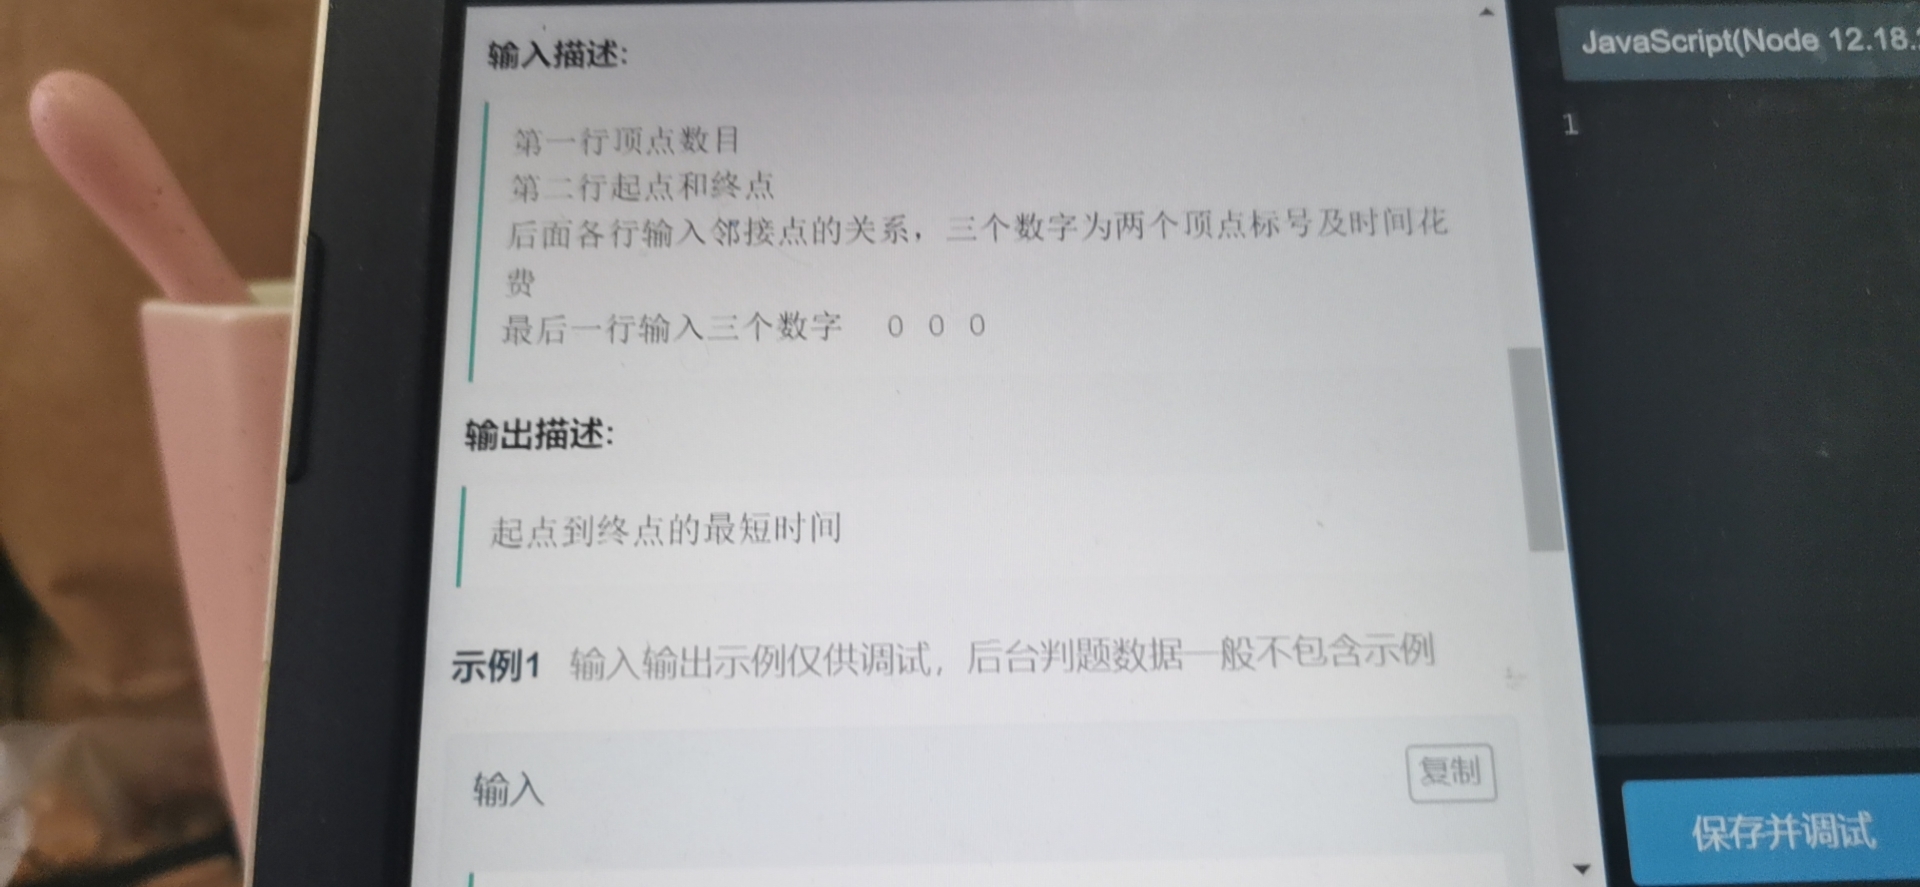 输入描述:
第一行顶点数目
第二行起点和终点
后面各行输入邻接点的关系，三个数字为两个顶点标号及时间花
费
最后一行输入三个数字 0 0 0
输出描述:
起点到终点的最短时间
示例1 输入输出示例仅供调试，后台判题数据一般不包含示例
输入
复制
JavaScript(Node 12.18.
1
保存并调试